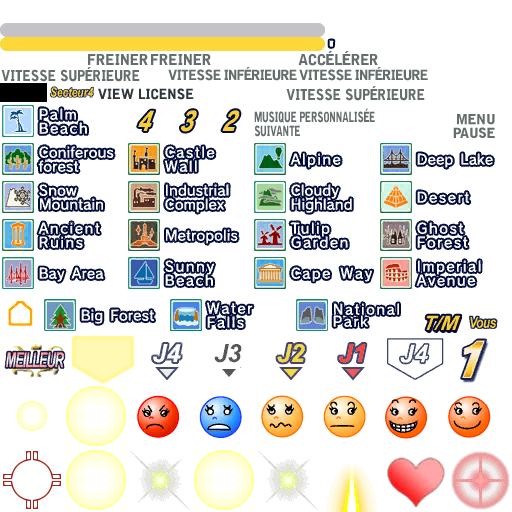 0
FREINER FREINER ACCÉLÉRER
VITESSE SUPÉRIEURE VITESSE INFÉRIEURE VITESSE INFÉRIEURE
Secteur4 VIEW LICENSE VITESSE SUPÉRIEURE
Palm
Beach
4 3 2
MUSIQUE PERSONNALISÉE
SUIVANTE
MENU
PAUSE
Coniferous
forest
Castle
Wall
Alpine
Deep Lake
Snow
Mountain
Industrial
Complex
Cloudy
Highland
Desert
Ancient
Ruins
Metropolis
Tulip
Garden
Ghost
Forest
Bay Area
Sunny
Beach
Cape Way
Imperial
Avenue
Big Forest
Water
Falls
National
Park
T/M Vous
MEILLEUR
J4 J3 J2 J1 J4 1